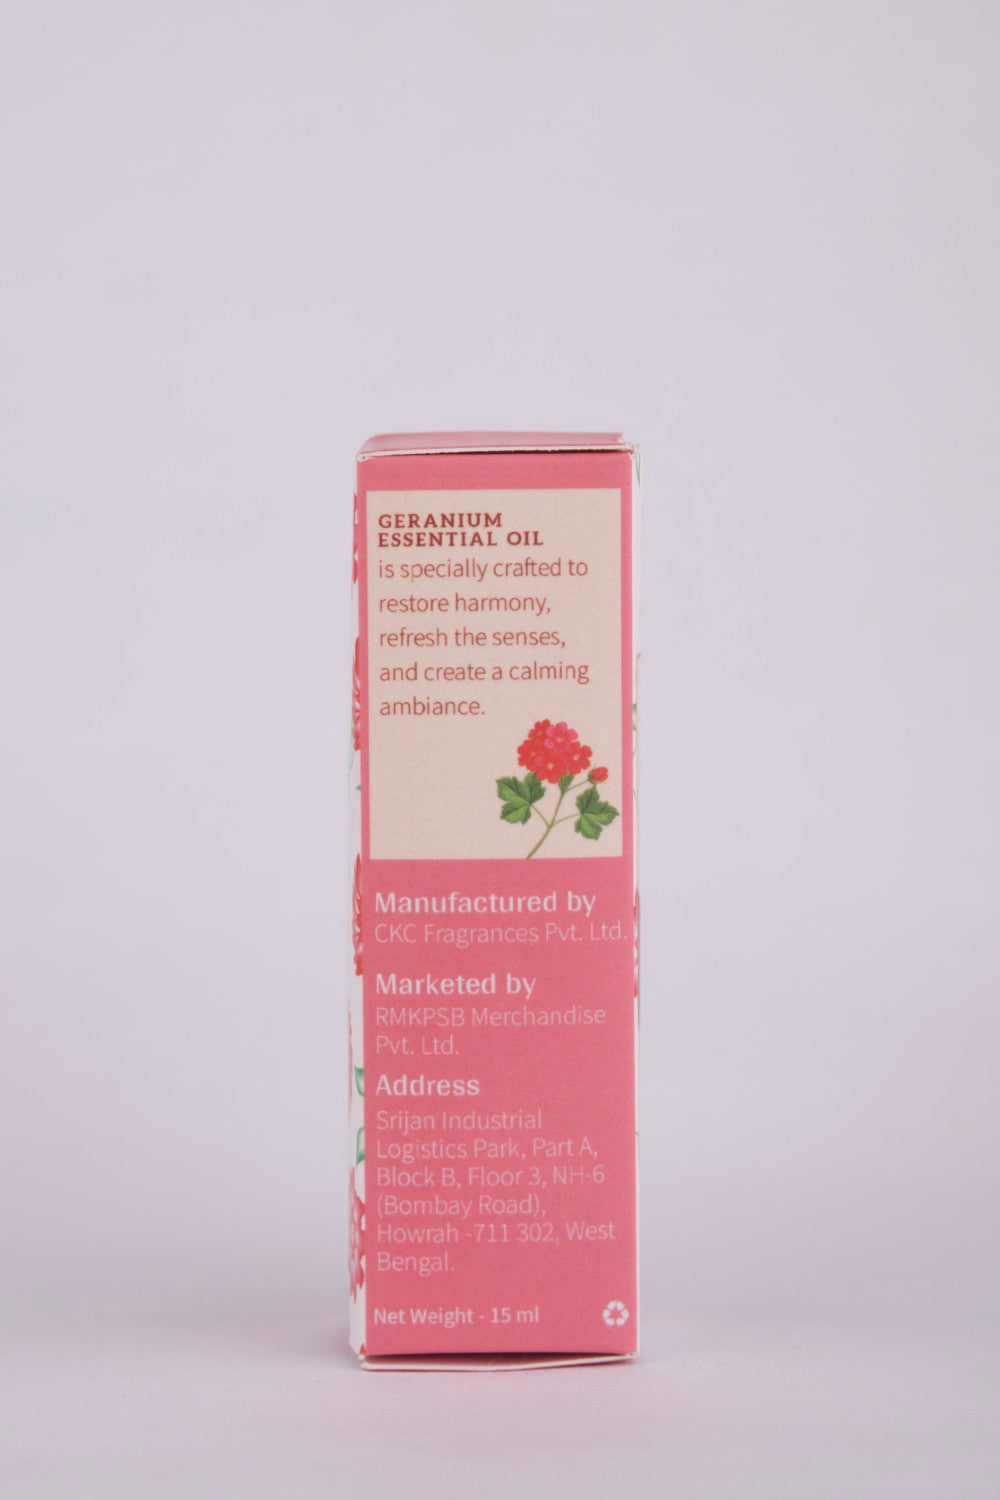 GERANIUM
ESSENTIAL OIL
is specially crafted to
restore harmony,
refresh the senses,
and create a calming
ambiance.
Manufactured by
CKC Fragrances Pvt. Ltd.
Marketed by
RMKPSB Merchandise
Pvt. Ltd.
Address
Srijan Industrial
Logistics Park, Part A,
Block B, Floor 3, NH-6
(Bombay Road),
Howrah -711 302, West
Bengal.
Net Weight - 15 ml